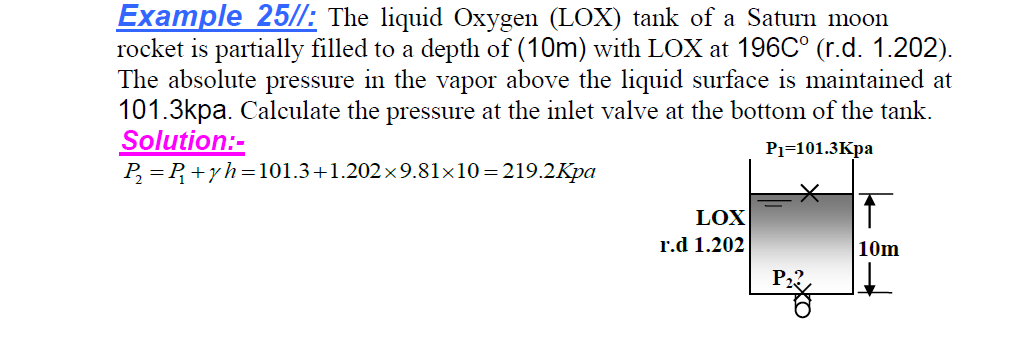 Example 25//: The liquid Oxygen (LOX) tank of a Saturn moon
rocket is partially filled to a depth of (10m) with LOX at 196C° (r.d. 1.202).
The absolute pressure in the vapor above the liquid surface is maintained at
101.3kpa. Calculate the pressure at the inlet valve at the bottom of the tank.
Solution:-
P₂ = P₁ + γ h = 101.3 + 1.202 × 9.81 × 10 = 219.2Kpa
P₁=101.3Kpa
LOX
r.d 1.202
10m
P₂?